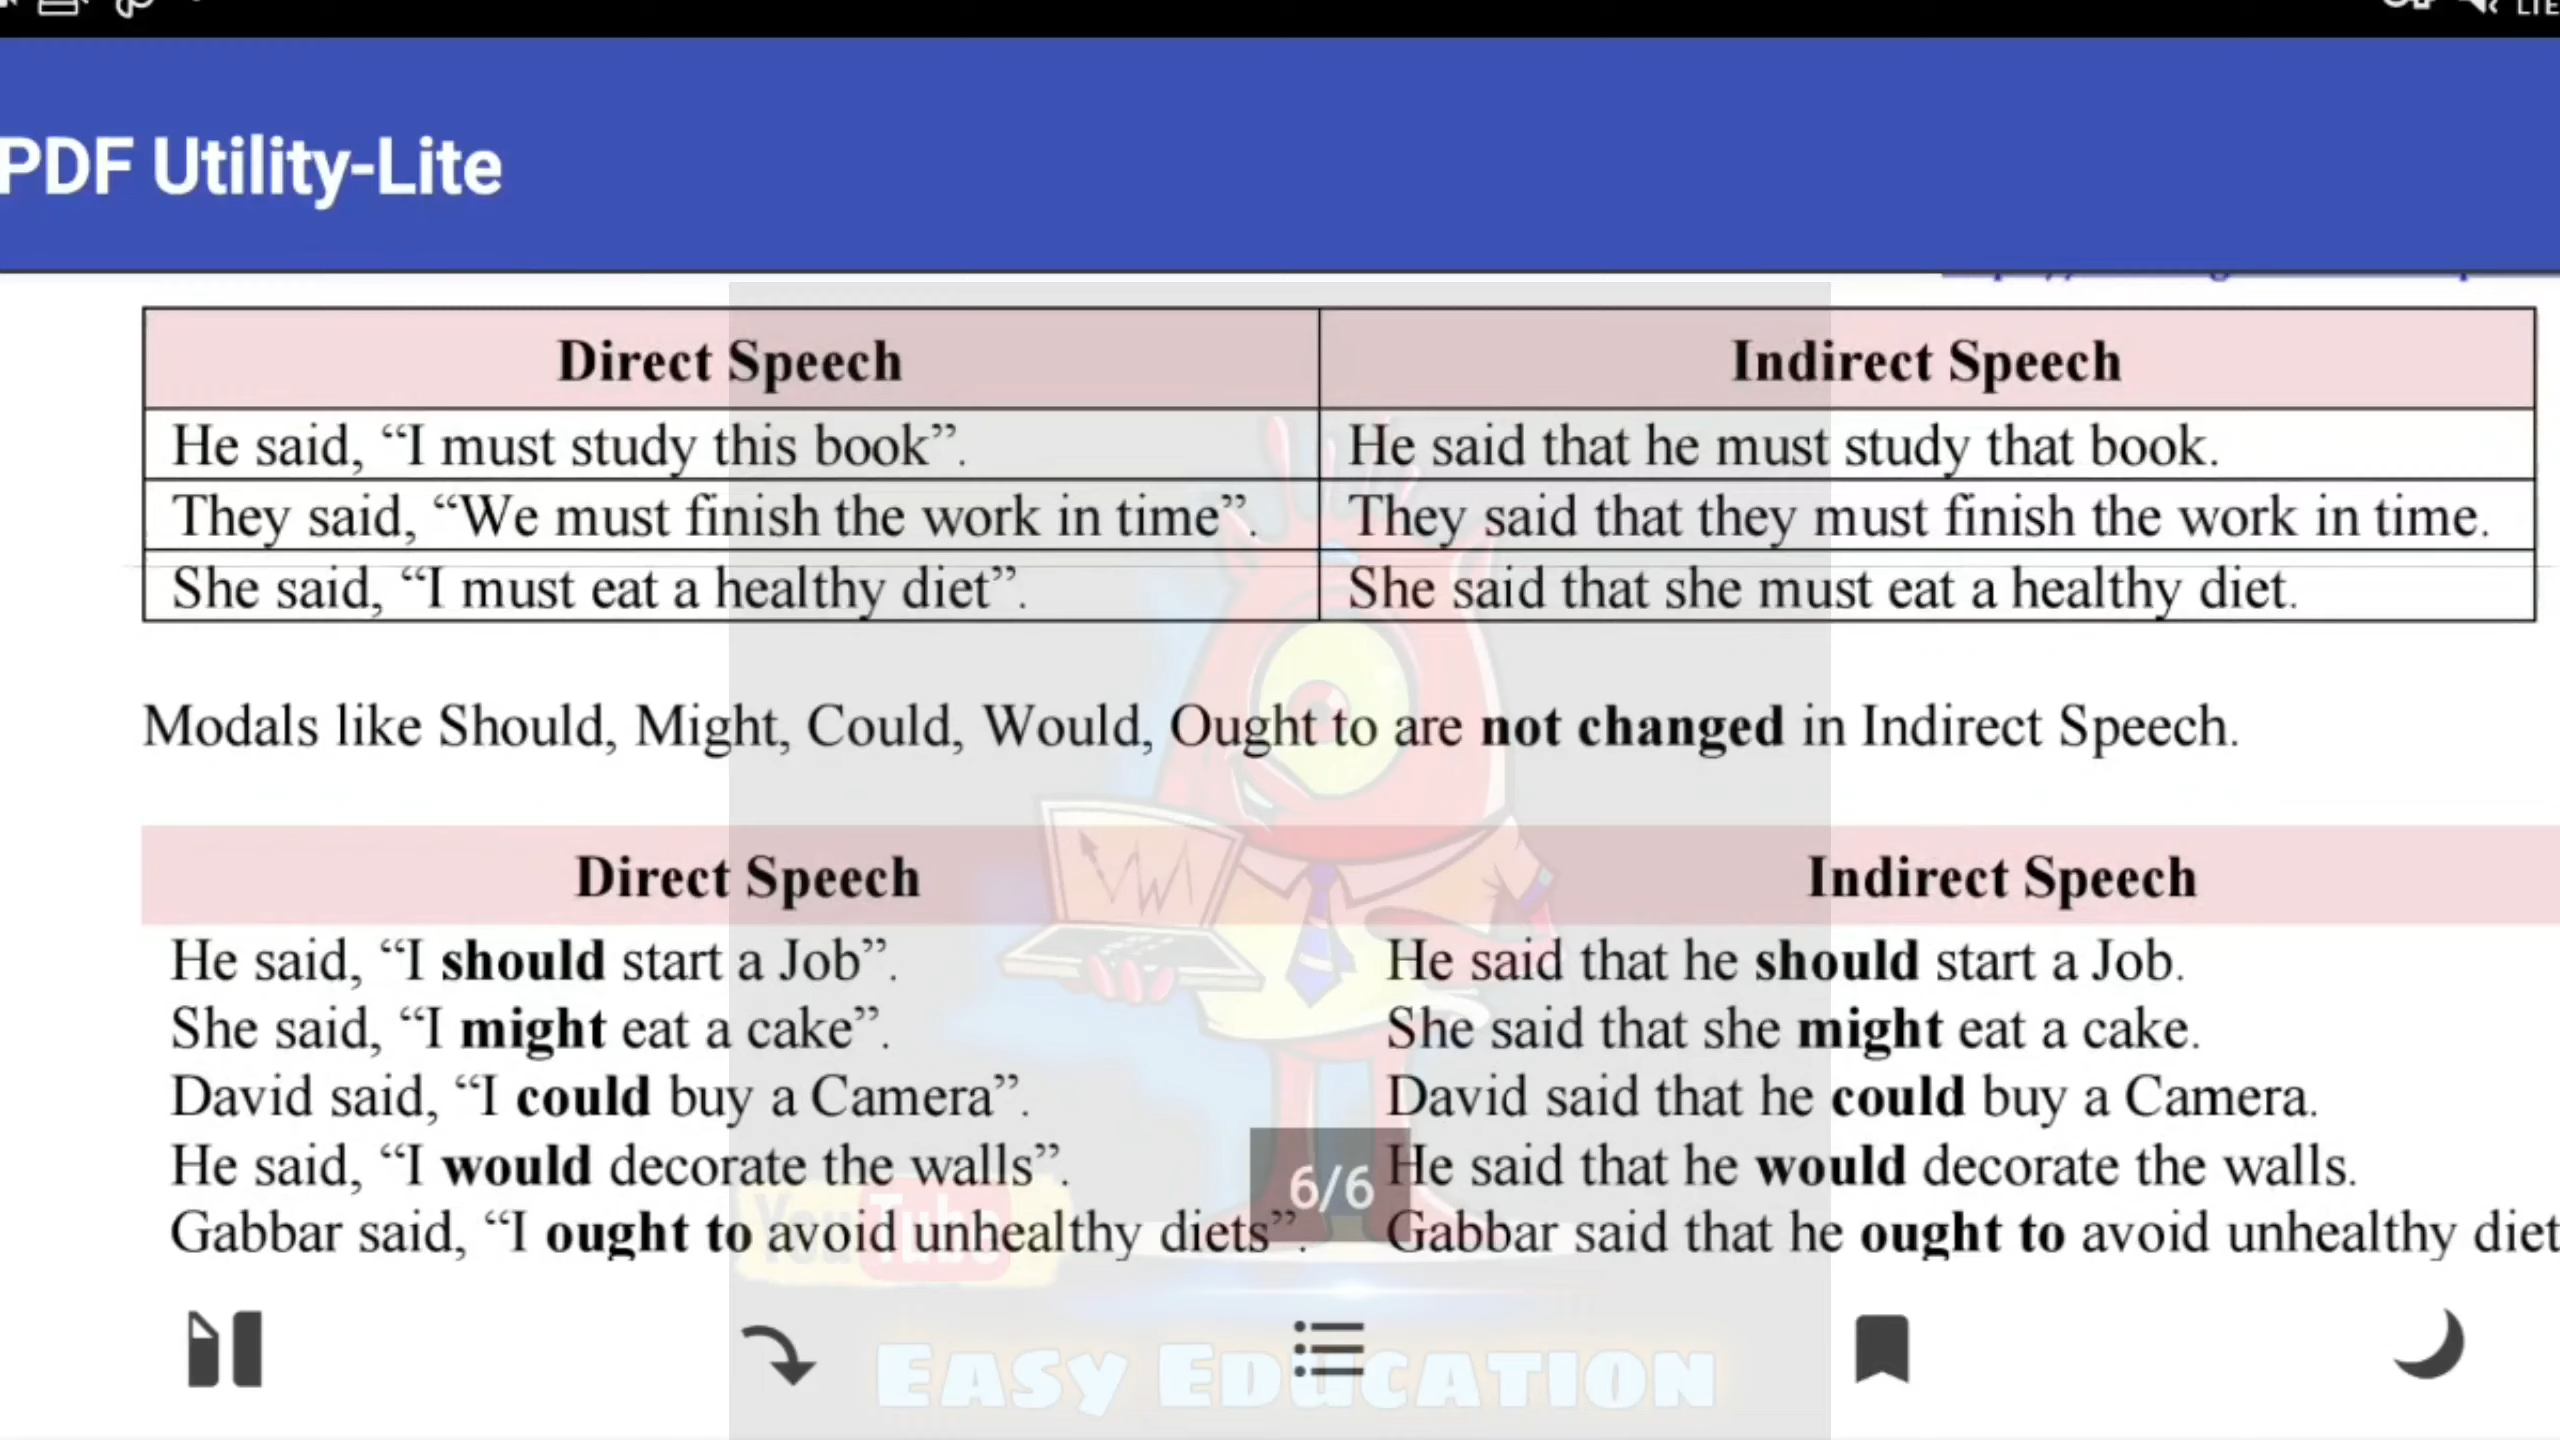 LTE
PDF Utility-Lite
Direct Speech Indirect Speech
He said, “I must study this book”. He said that he must study that book.
They said, “We must finish the work in time”. They said that they must finish the work in time.
She said, “I must eat a healthy diet”. She said that she must eat a healthy diet.
Modals like Should, Might, Could, Would, Ought to are not changed in Indirect Speech.
Direct Speech Indirect Speech
He said, “I should start a Job”. He said that he should start a Job.
She said, “I might eat a cake”. She said that she might eat a cake.
David said, “I could buy a Camera”. David said that he could buy a Camera.
He said, “I would decorate the walls”. He said that he would decorate the walls.
6/6
Gabbar said, “I ought to avoid unhealthy diets”. Gabbar said that he ought to avoid unhealthy diet
YouTube
EASY EDUCATION